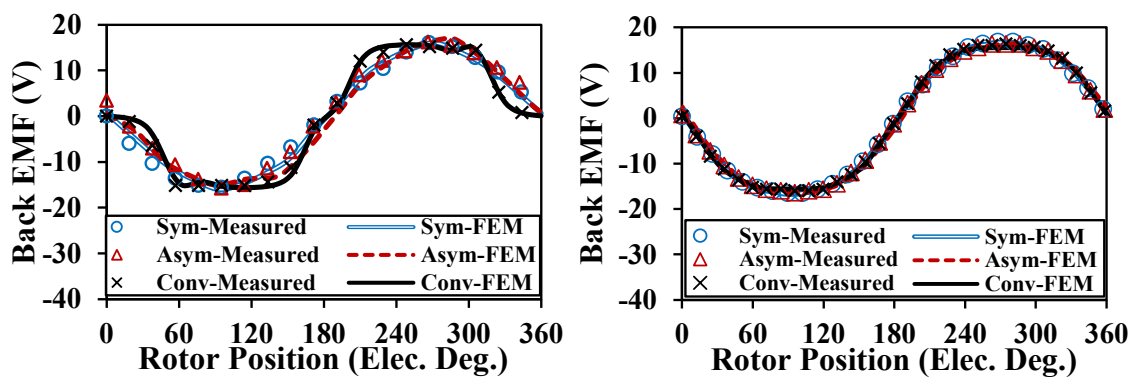 20
10
0
-10
-20
-30
-40
Back EMF (V)
Sym-Measured Sym-FEM
Asym-Measured Asym-FEM
Conv-Measured Conv-FEM
0 60 120 180 240 300 360
Rotor Position (Elec. Deg.)
20
10
0
-10
-20
-30
-40
Back EMF (V)
Sym-Measured Sym-FEM
Asym-Measured Asym-FEM
Conv-Measured Conv-FEM
0 60 120 180 240 300 360
Rotor Position (Elec. Deg.)